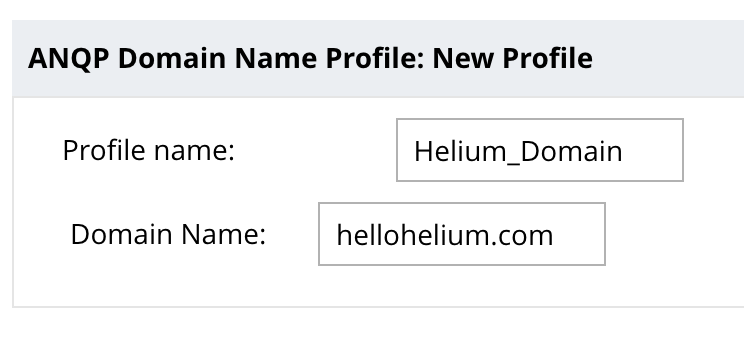 ANQP Domain Name Profile: New Profile
Profile name: Helium_Domain
Domain Name: hellohelium.com